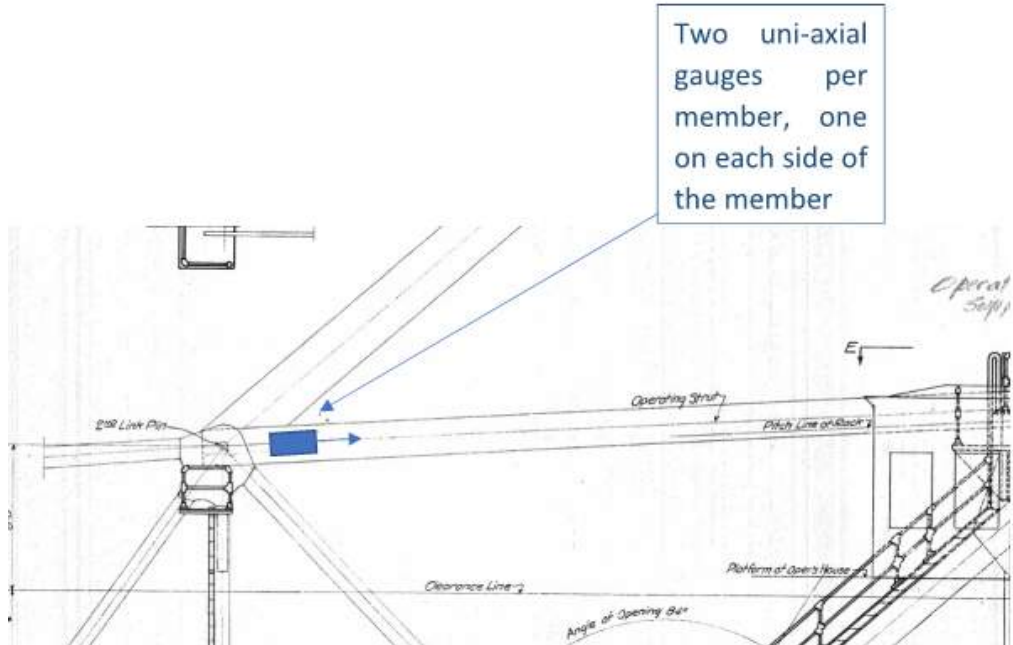 Two uni-axial
gauges per
member, one
on each side of
the member
E
Operating Strut
2nd Link Pin
Pitch Line of Rack
Platform of Oper's House
Clearance Line
Angle of Opening 84°